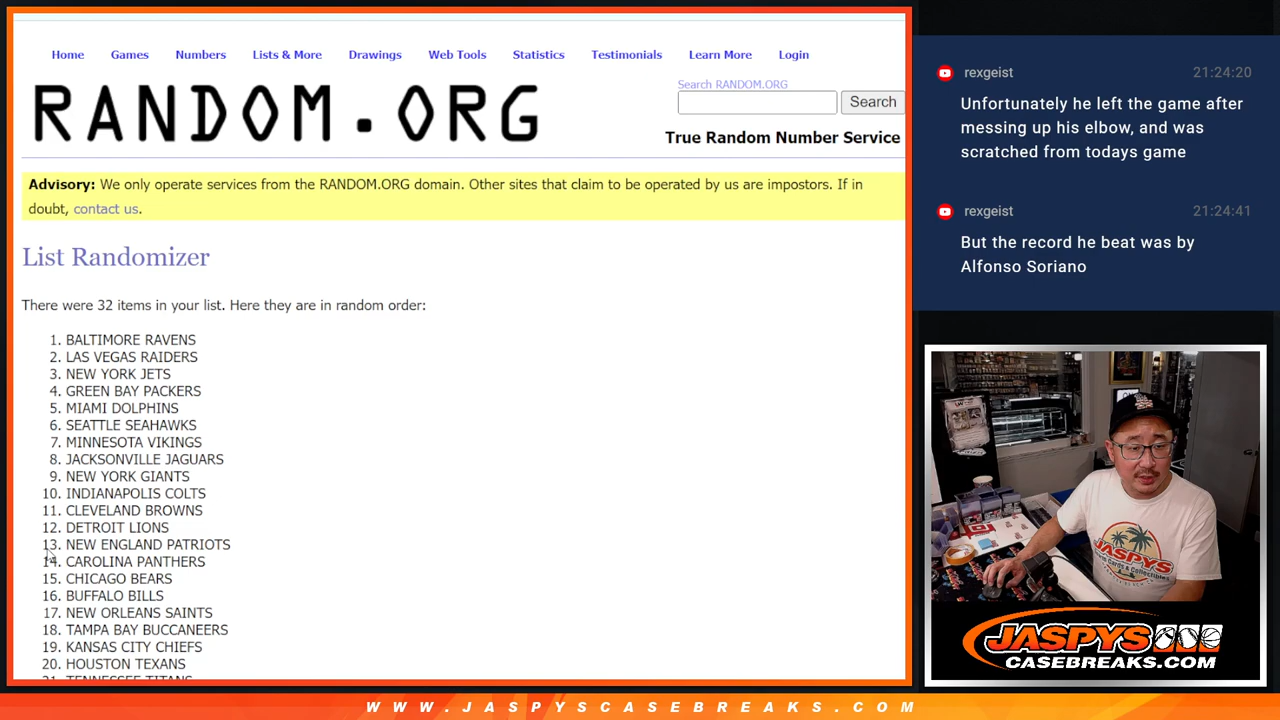 Home Games Numbers Lists & More Drawings Web Tools Statistics Testimonials Learn More Login
RANDOM.ORG
Search RANDOM.ORG
Search
True Random Number Service
Advisory: We only operate services from the RANDOM.ORG domain. Other sites that claim to be operated by us are impostors. If in
doubt, contact us.
List Randomizer
There were 32 items in your list. Here they are in random order:
1. BALTIMORE RAVENS
2. LAS VEGAS RAIDERS
3. NEW YORK JETS
4. GREEN BAY PACKERS
5. MIAMI DOLPHINS
6. SEATTLE SEAHAWKS
7. MINNESOTA VIKINGS
8. JACKSONVILLE JAGUARS
9. NEW YORK GIANTS
10. INDIANAPOLIS COLTS
11. CLEVELAND BROWNS
12. DETROIT LIONS
13. NEW ENGLAND PATRIOTS
14. CAROLINA PANTHERS
15. CHICAGO BEARS
16. BUFFALO BILLS
17. NEW ORLEANS SAINTS
18. TAMPA BAY BUCCANEERS
19. KANSAS CITY CHIEFS
20. HOUSTON TEXANS
21. TENNESSEE TITANS
rexgeist 21:24:20
Unfortunately he left the game after
messing up his elbow, and was
scratched from todays game
rexgeist 21:24:41
But the record he beat was by
Alfonso Soriano
JASPYS
CASEBREAKS.COM
WWW.JASPYSCASEBREAKS.COM